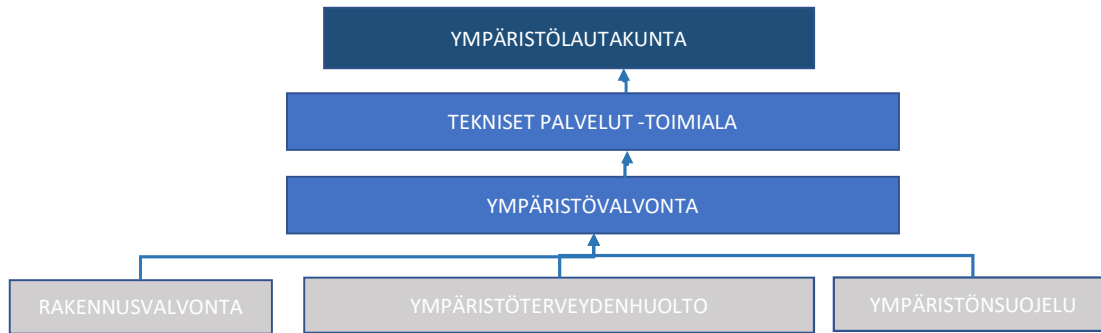 YMPÄRISTÖLAUTAKUNTA
TEKNISET PALVELUT -TOIMIALA
YMPÄRISTÖVALVONTA
RAKENNUSVALVONTA
YMPÄRISTÖTERVEYDENHUOLTO
YMPÄRISTÖNSUOJELU